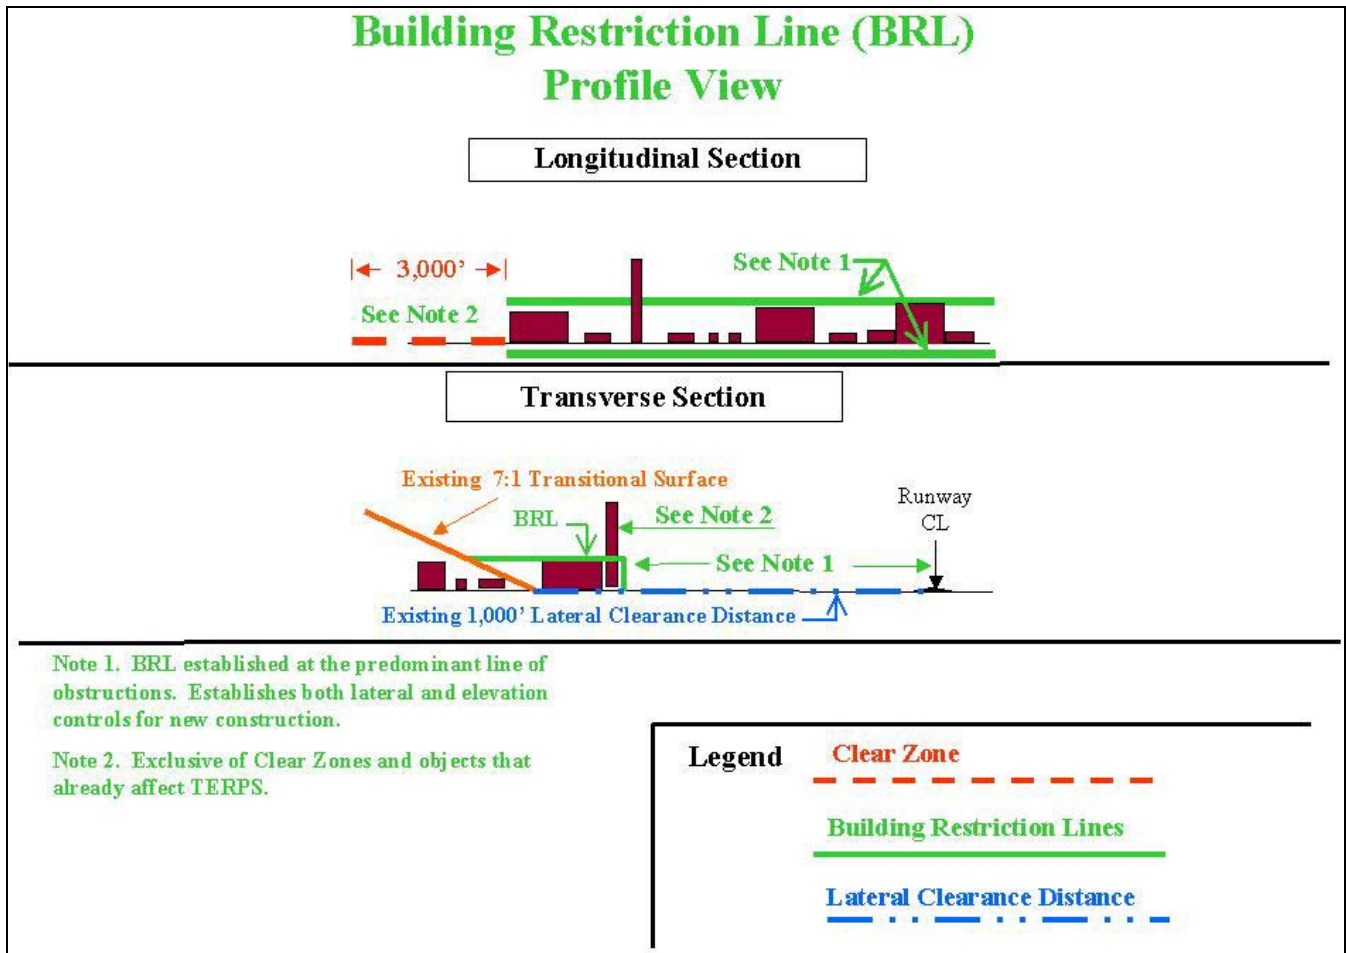 Building Restriction Line (BRL)
Profile View
Longitudinal Section
3,000’
See Note 1
See Note 2
Transverse Section
Existing 7:1 Transitional Surface
BRL
See Note 2
Runway
CL
See Note 1
Existing 1,000’ Lateral Clearance Distance
Note 1. BRL established at the predominant line of
obstructions. Establishes both lateral and elevation
controls for new construction.
Note 2. Exclusive of Clear Zones and objects that
already affect TERPS.
Legend
Clear Zone
Building Restriction Lines
Lateral Clearance Distance